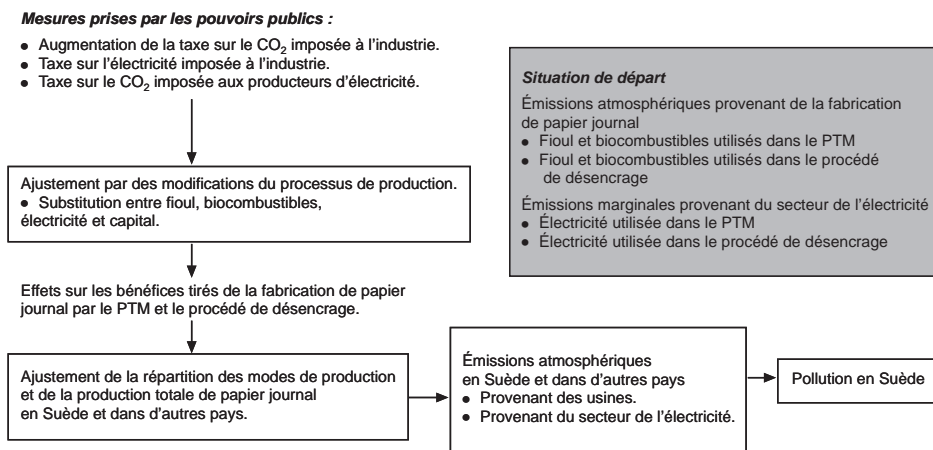 Mesures prises par les pouvoirs publics :
● Augmentation de la taxe sur le CO₂ imposée à l'industrie.
● Taxe sur l'électricité imposée à l'industrie.
● Taxe sur le CO₂ imposée aux producteurs d'électricité.
Situation de départ
Émissions atmosphériques provenant de la fabrication
de papier journal
● Fioul et biocombustibles utilisés dans le PTM
● Fioul et biocombustibles utilisés dans le procédé
de désencrage
Émissions marginales provenant du secteur de l'électricité
● Électricité utilisée dans le PTM
● Électricité utilisée dans le procédé de désencrage
Ajustement par des modifications du processus de production.
● Substitution entre fioul, biocombustibles,
électricité et capital.
Effets sur les bénéfices tirés de la fabrication de papier
journal par le PTM et le procédé de désencrage.
Ajustement de la répartition des modes de production
et de la production totale de papier journal
en Suède et dans d'autres pays.
Émissions atmosphériques
en Suède et dans d'autres pays
● Provenant des usines.
● Provenant du secteur de l'électricité.
Pollution en Suède